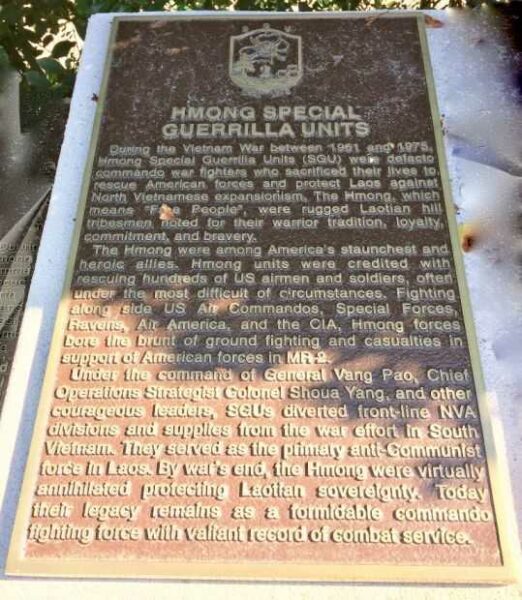 HMONG SPECIAL
GUERRILLA UNITS
During the Vietnam War between 1961 and 1975,
Hmong Special Guerrilla Units (SGU) were defacto
commando war fighters who sacrificed their lives to
rescue American forces and protect Laos against
North Vietnamese expansionism. The Hmong, which
means "Free People", were rugged Laotian hill
tribesmen noted for their warrior tradition, loyalty,
commitment, and bravery.
The Hmong were among America's staunchest and
heroic allies. Hmong units were credited with
rescuing hundreds of US airmen and soldiers, often
under the most difficult of circumstances. Fighting
along side US Air Commandos, Special Forces,
Ravens, Air America, and the CIA, Hmong forces
bore the brunt of ground fighting and casualties in
support of American forces in MR-2.
Under the command of General Vang Pao, Chief
Operations Strategist Colonel Shoua Yang, and other
courageous leaders, SGUs diverted front-line NVA
divisions and supplies from the war effort in South
Vietnam. They served as the primary anti-Communist
force in Laos. By war's end, the Hmong were virtually
annihilated protecting Laotian sovereignty. Today
their legacy remains as a formidable commando
fighting force with valiant record of combat service.